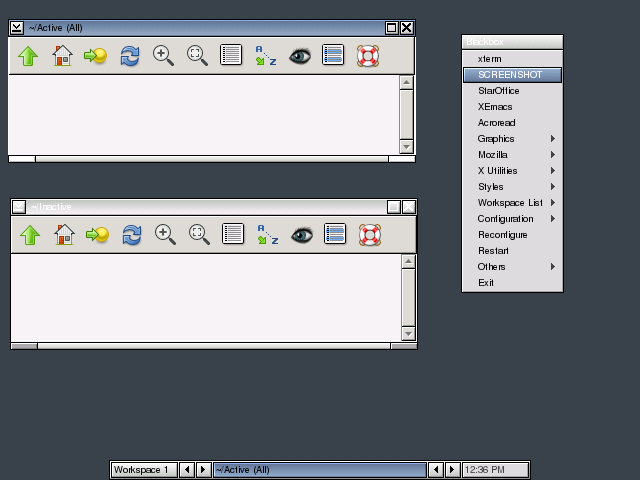 ~/Active (All)
~/Inactive
Blackbox
xterm
SCREENSHOT
StarOffice
XEmacs
Acroread
Graphics
Mozilla
X Utilities
Styles
Workspace List
Configuration
Reconfigure
Restart
Others
Exit
Workspace 1
~/Active (All)
12:36 PM